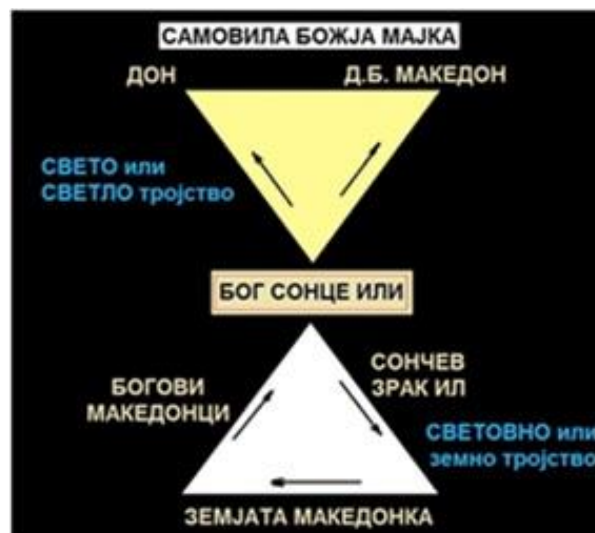 САМОВИЛА БОЖЈА МАЈКА
ДОН
Д.Б. МАКЕДОН
СВЕТО или
СВЕТЛО тројство
БОГ СОНЦЕ ИЛИ
БОГОВИ
МАКЕДОНЦИ
СОНЧЕВ
ЗРАК ИЛ
СВЕТОВНО или
земно тројство
ЗЕМЈАТА МАКЕДОНКА